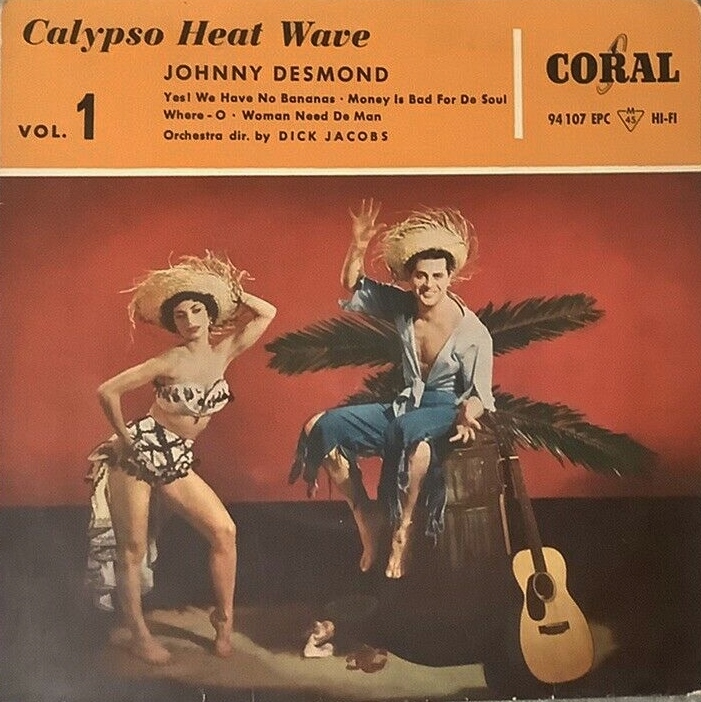 Calypso Heat Wave
JOHNNY DESMOND
VOL. 1
Yes! We Have No Bananas · Money Is Bad For De Soul
Where-O · Woman Need De Man
Orchestra dir. by DICK JACOBS
CORAL
94 107 EPC M 45 HI-FI